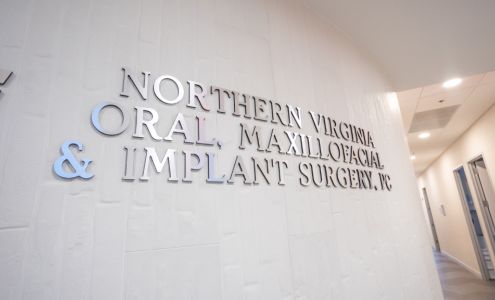 NORTHERN VIRGINIA
ORAL, MAXILLOFACIAL
& IMPLANT SURGERY, PC